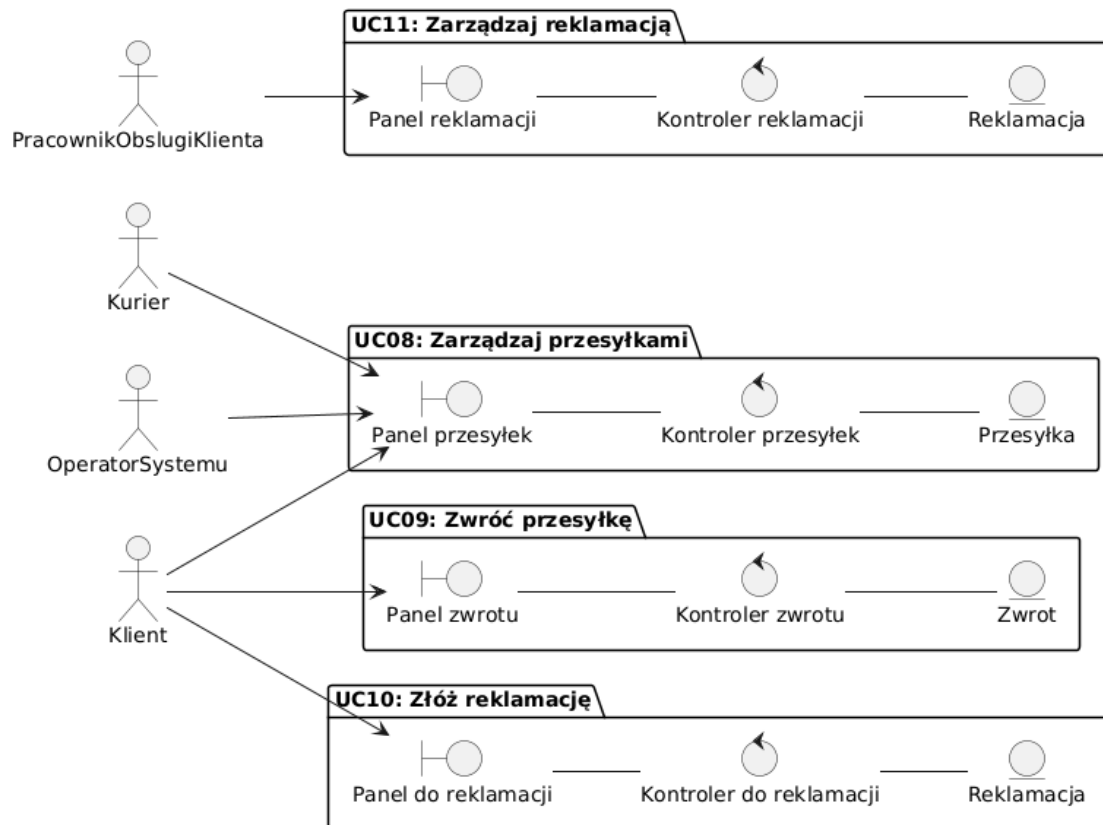 UC11: Zarządzaj reklamacją
Panel reklamacji
Kontroler reklamacji
Reklamacja
PracownikObslugiKlienta
Kurier
UC08: Zarządzaj przesyłkami
Panel przesyłek
Kontroler przesyłek
Przesyłka
OperatorSystemu
UC09: Zwróć przesyłkę
Panel zwrotu
Kontroler zwrotu
Zwrot
Klient
UC10: Złóż reklamację
Panel do reklamacji
Kontroler do reklamacji
Reklamacja